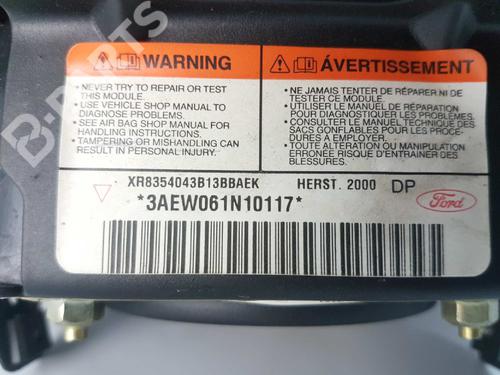 WARNING
• NEVER TRY TO REPAIR OR TEST
THIS MODULE.
• USE VEHICLE SHOP MANUAL TO
DIAGNOSE PROBLEMS.
• SEE AIR BAG SHOP MANUAL FOR
HANDLING INSTRUCTIONS.
• TAMPERING OR MISHANDLING CAN
RESULT IN PERSONAL INJURY.
ÁVERTISSEMENT
• NE JAMAIS TENTER DE RÉPARER NI DE
TESTER CE MODULE.
• UTILISER LE MANUEL DE RÉPARATION
POUR DIAGNOSTIQUER LES PROBLÈMES.
• CONSULTER LE MANUEL TECHNIQUE DES
SACS GONFLABLES POUR LES PROCESS
À EMPLOYER.
• TOUTE ALTÉRATION OU MANIPULATION
ERRONÉE RISQUE D'ENTRAINER DES
BLESSURES.
XR8354043B13BBAEK HERST. 2000 DP
*3AEW061N10117*
Ford
B-PARTS